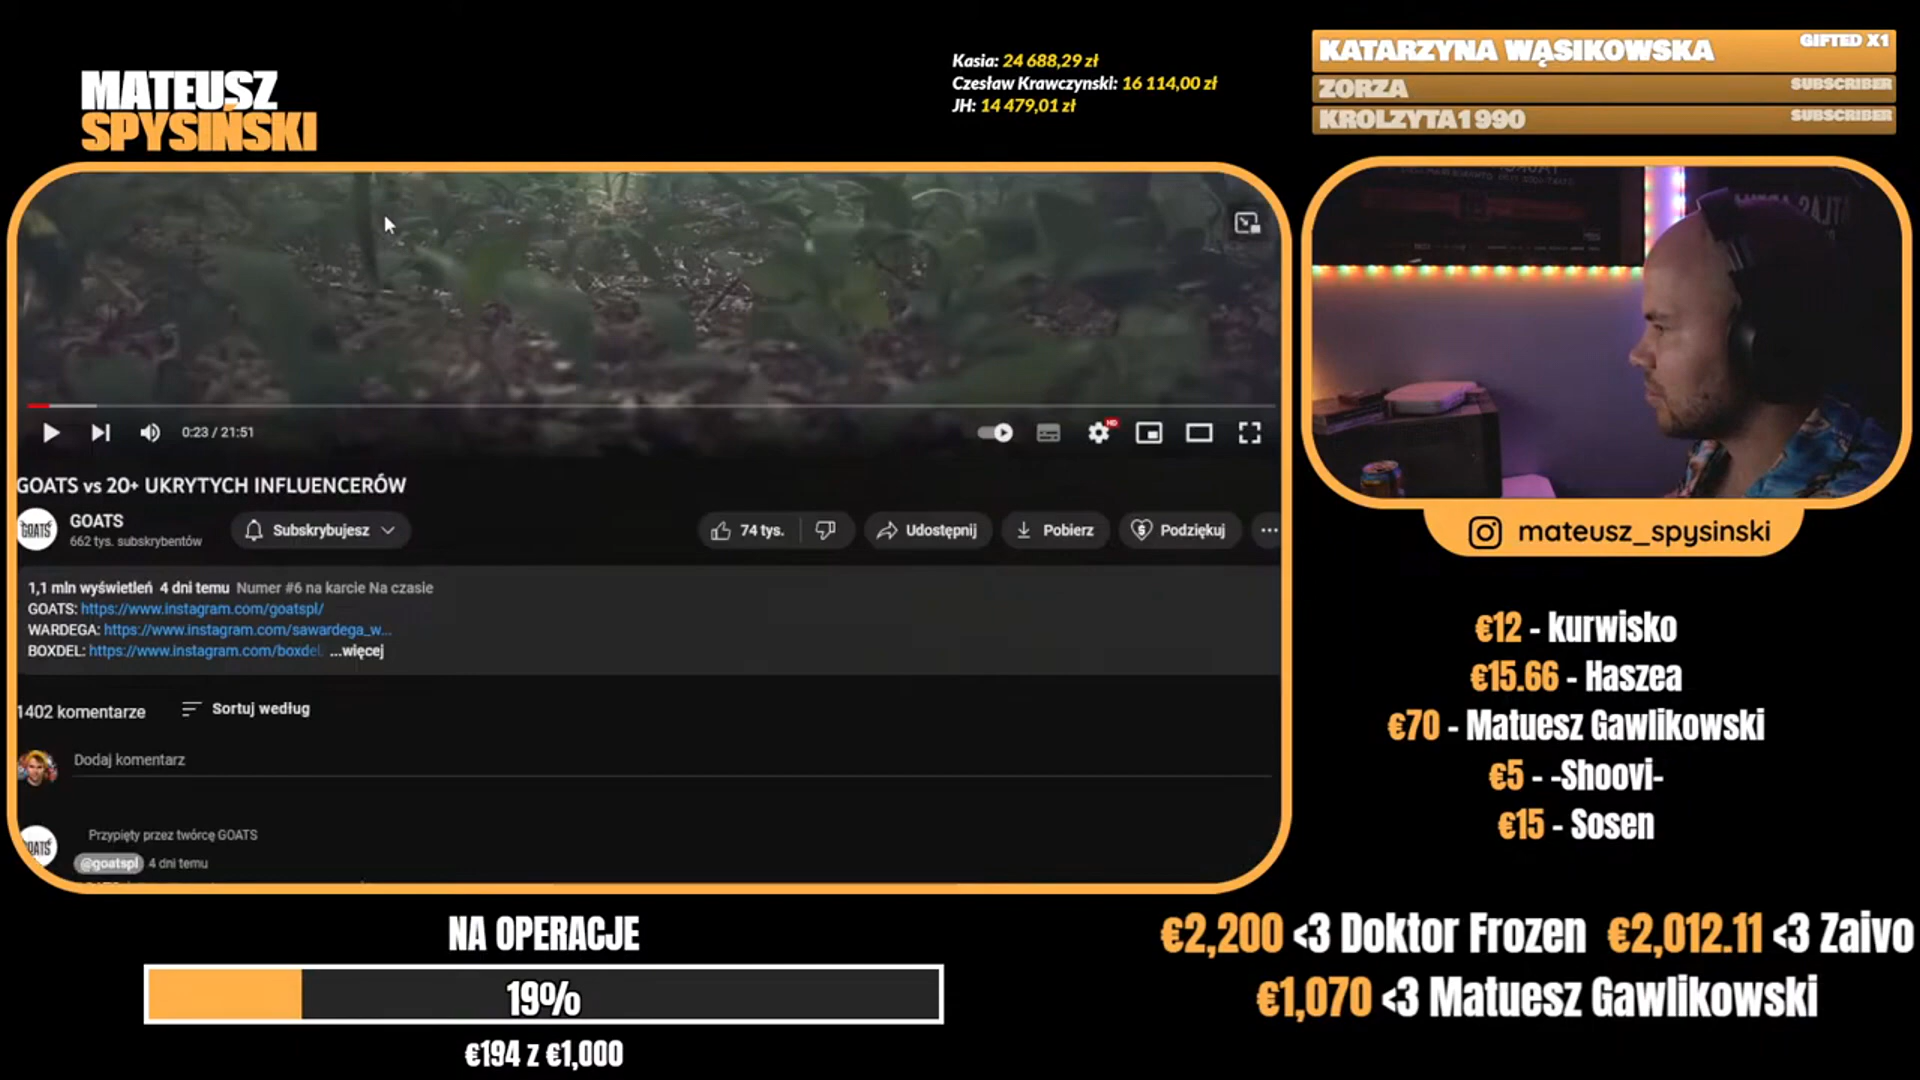 MATEUSZ
SPYSIŃSKI
Kasia: 24 688,29 zł
Czesław Krawczynski: 16 114,00 zł
JH: 14 479,01 zł
KATARZYNA WĄSIKOWSKA GIFTED X1
ZORZA SUBSCRIBER
KROLZYTA1990 SUBSCRIBER
0:23 / 21:51
HD
GOATS vs 20+ UKRYTYCH INFLUENCERÓW
GOATS
662 tys. subskrybentów
Subskrybujesz
74 tys.
Udostępnij
Pobierz
Podziękuj
1,1 mln wyświetleń 4 dni temu Numer #6 na karcie Na czasie
GOATS: https://www.instagram.com/goatspl/
WARDEGA: https://www.instagram.com/sawardega_w...
BOXDEL: https://www.instagram.com/boxdel. ...więcej
1402 komentarze
Sortuj według
Dodaj komentarz
Przypięty przez twórcę GOATS
@goatspl 4 dni temu
mateusz_spysinski
€12 - kurwisko
€15.66 - Haszea
€70 - Matuesz Gawlikowski
€5 - -Shoovi-
€15 - Sosen
NA OPERACJE
19%
€194 z €1,000
€2,200 <3 Doktor Frozen €2,012.11 <3 Zaivo
€1,070 <3 Matuesz Gawlikowski